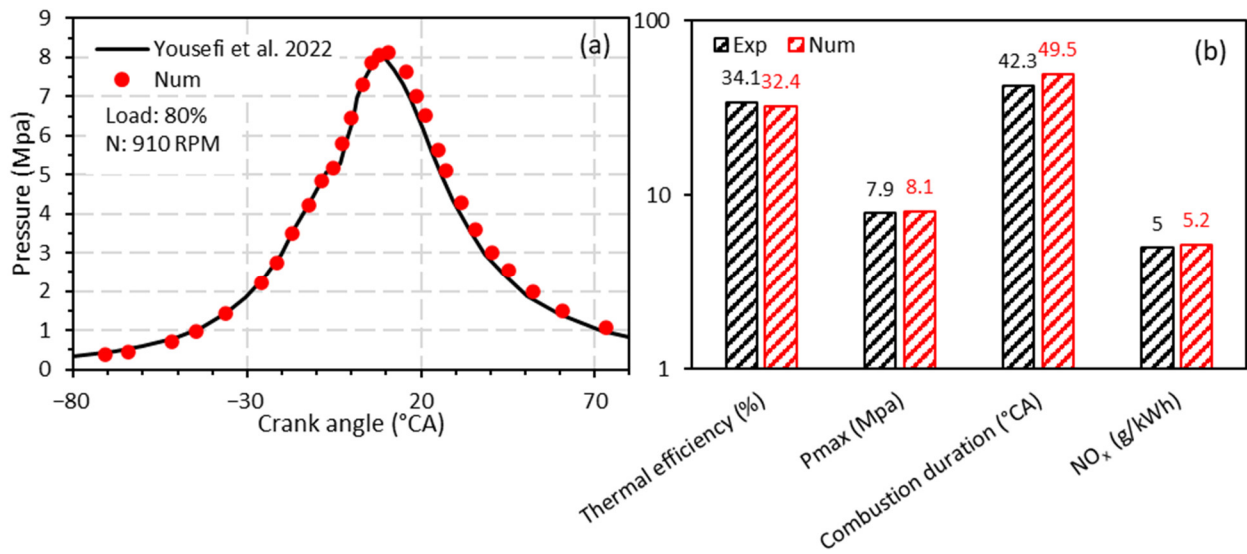 9
8
7
6
5
4
3
2
1
0
Pressure (Mpa)
Yousefi et al. 2022
Num
Load: 80%
N: 910 RPM
(a)
−80
−30
20
70
Crank angle (°CA)
100
10
1
Exp
Num
(b)
34.1
32.4
7.9
8.1
42.3
49.5
5
5.2
Thermal efficiency (%)
Pmax (Mpa)
Combustion duration (°CA)
NOₓ (g/kWh)